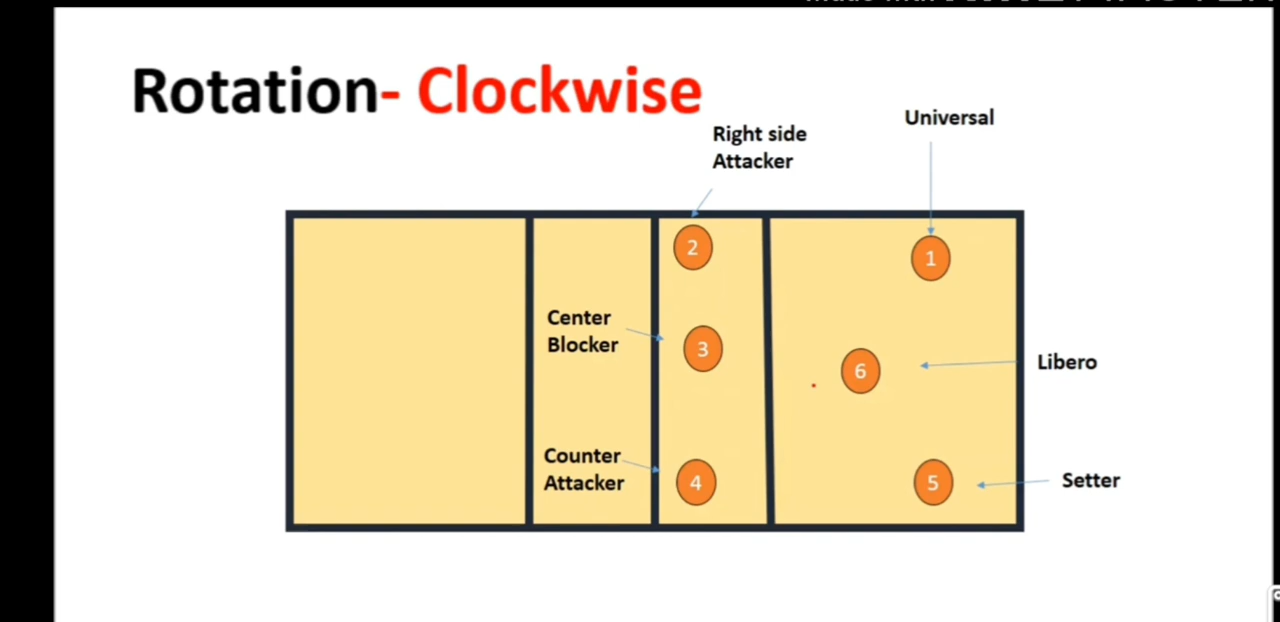 Rotation- Clockwise
Universal
Right side
Attacker
2
1
Center
Blocker
3
6
Libero
Counter
Attacker
4
5
Setter